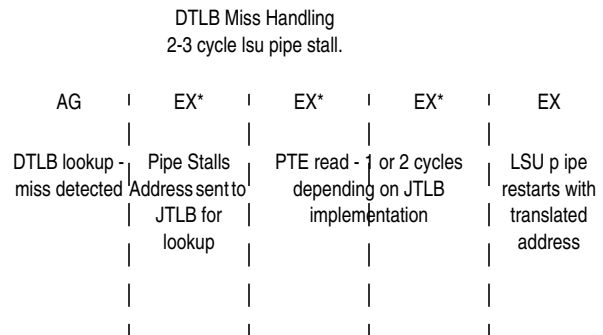 DTLB Miss Handling
2-3 cycle lsu pipe stall.
AG EX* EX* EX* EX
DTLB lookup -
miss detected
Pipe Stalls
Address sent to
JTLB for
lookup
PTE read - 1 or 2 cycles
depending on JTLB
implementation
LSU p ipe
restarts with
translated
address